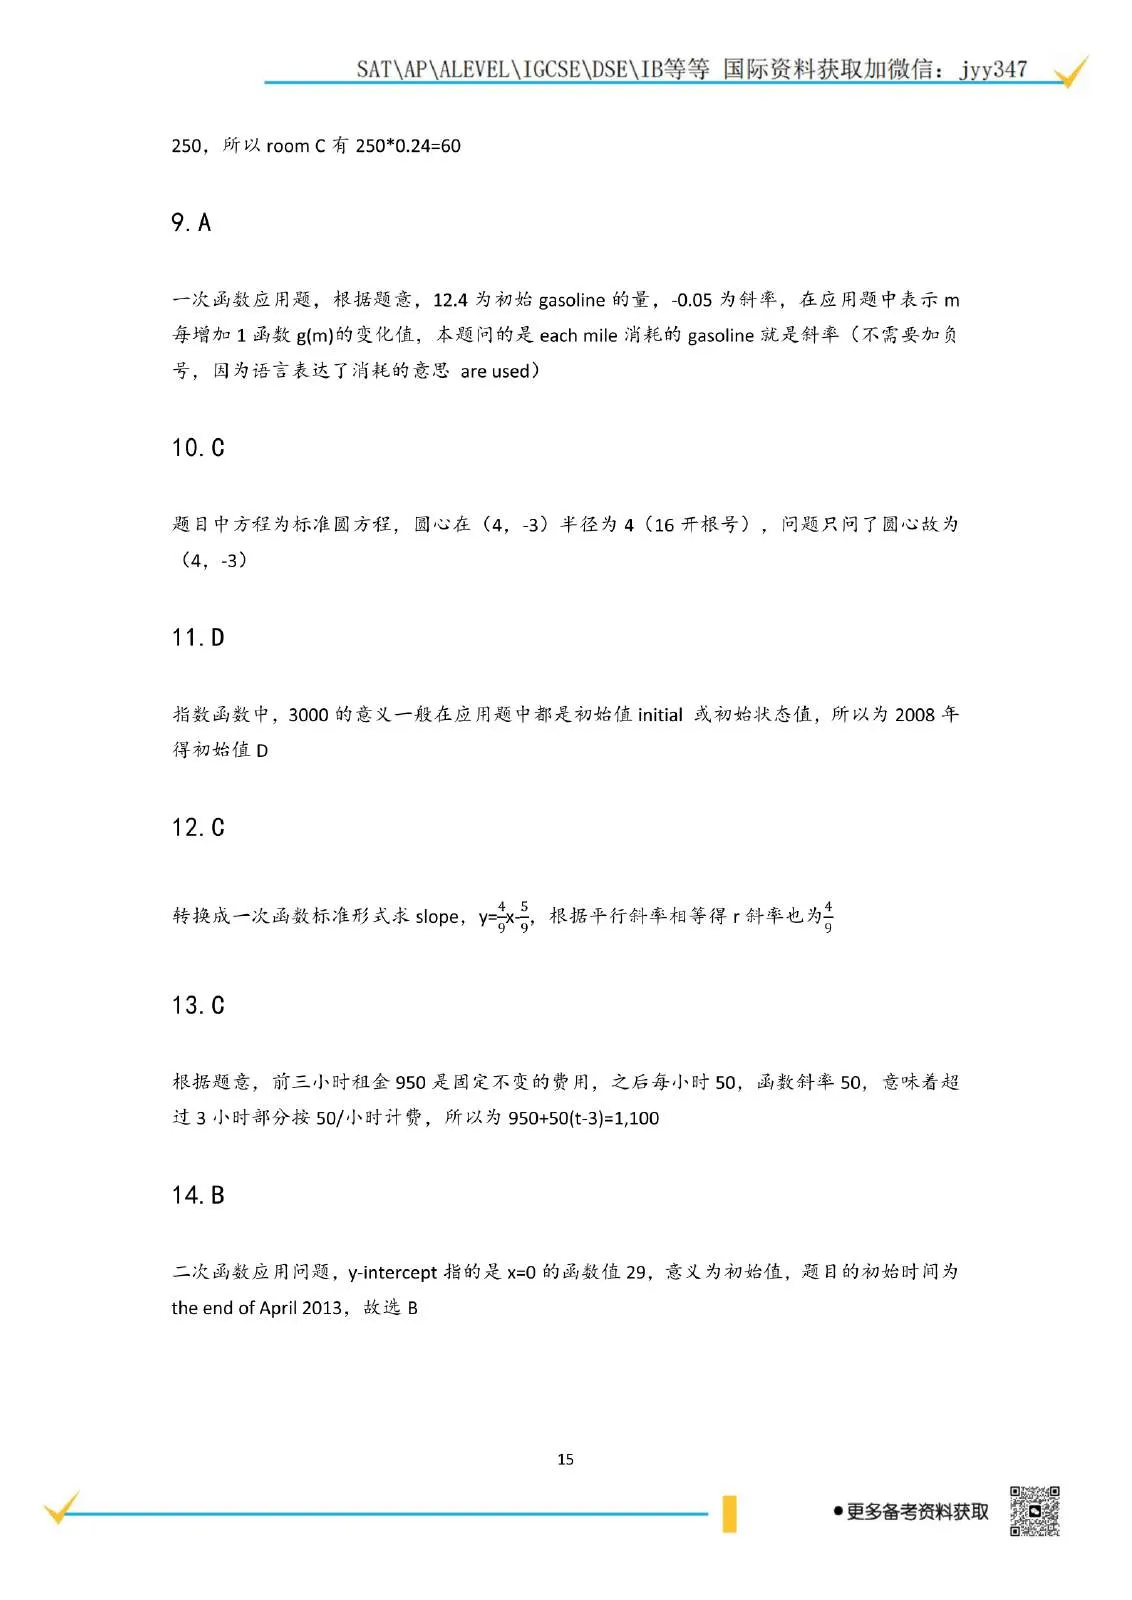 SAT\AP\ALEVEL\IGCSE\DSE\IB等等 国际资料获取加微信：jyy347
250，所以 room C 有 250*0.24=60
9. A
一次函数应用题，根据题意，12.4 为初始 gasoline 的量，-0.05 为斜率，在应用题中表示 m
每增加 1 函数 g(m)的变化值，本题问的是 each mile 消耗的 gasoline 就是斜率（不需要加负
号，因为语言表达了消耗的意思 are used）
10. C
题目中方程为标准圆方程，圆心在（4，-3）半径为 4（16 开根号），问题只问了圆心故为
（4，-3）
11. D
指数函数中，3000 的意义一般在应用题中都是初始值 initial 或初始状态值，所以为 2008 年
得初始值 D
12. C
转换成一次函数标准形式求 slope，y=4/9x-5/9，根据平行斜率相等得 r 斜率也为4/9
13. C
根据题意，前三小时租金 950 是固定不变的费用，之后每小时 50，函数斜率 50，意味着超
过 3 小时部分按 50/小时计费，所以为 950+50(t-3)=1,100
14. B
二次函数应用问题，y-intercept 指的是 x=0 的函数值 29，意义为初始值，题目的初始时间为
the end of April 2013，故选 B
15
●更多备考资料获取